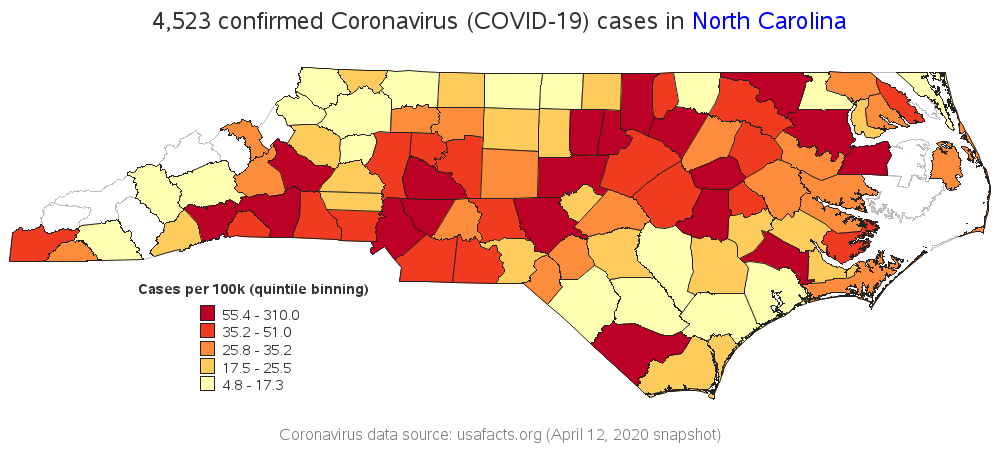 4,523 confirmed Coronavirus (COVID-19) cases in North Carolina
Cases per 100k (quintile binning)
55.4 - 310.0
35.2 - 51.0
25.8 - 35.2
17.5 - 25.5
4.8 - 17.3
Coronavirus data source: usafacts.org (April 12, 2020 snapshot)